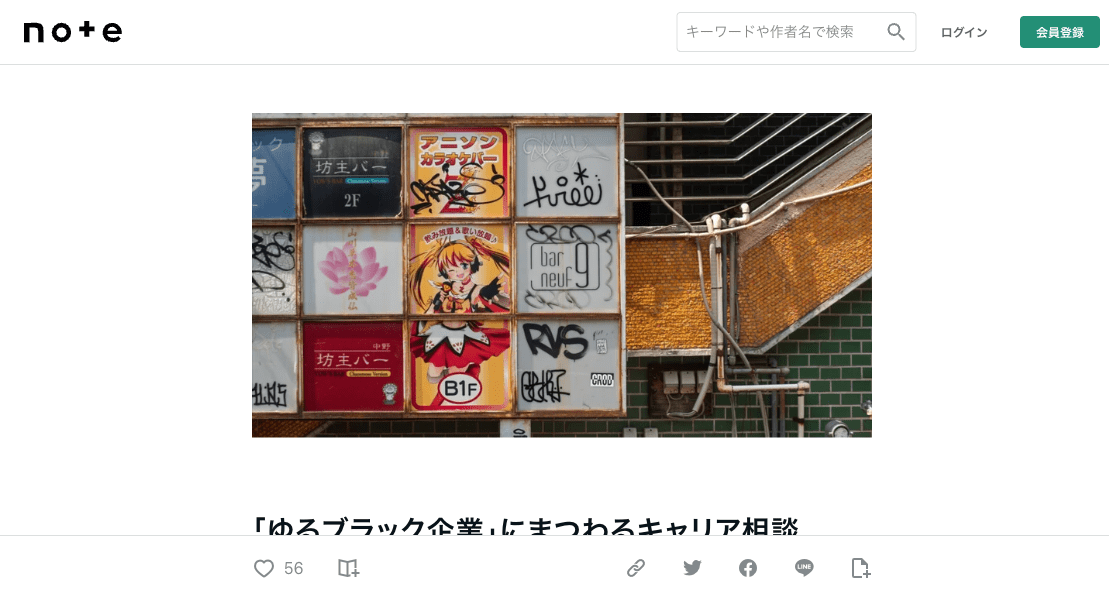 note
キーワードや作者名で検索
ログイン
会員登録
ック
夢
坊主バー
2F
アニソン
カラオケバー
飲み放題&歌い放題♪
bar
neuf
9
中野
坊主バー
B1F
RVS
「ゆるブラック企業」にまつわるキャリア相談
56
LINE